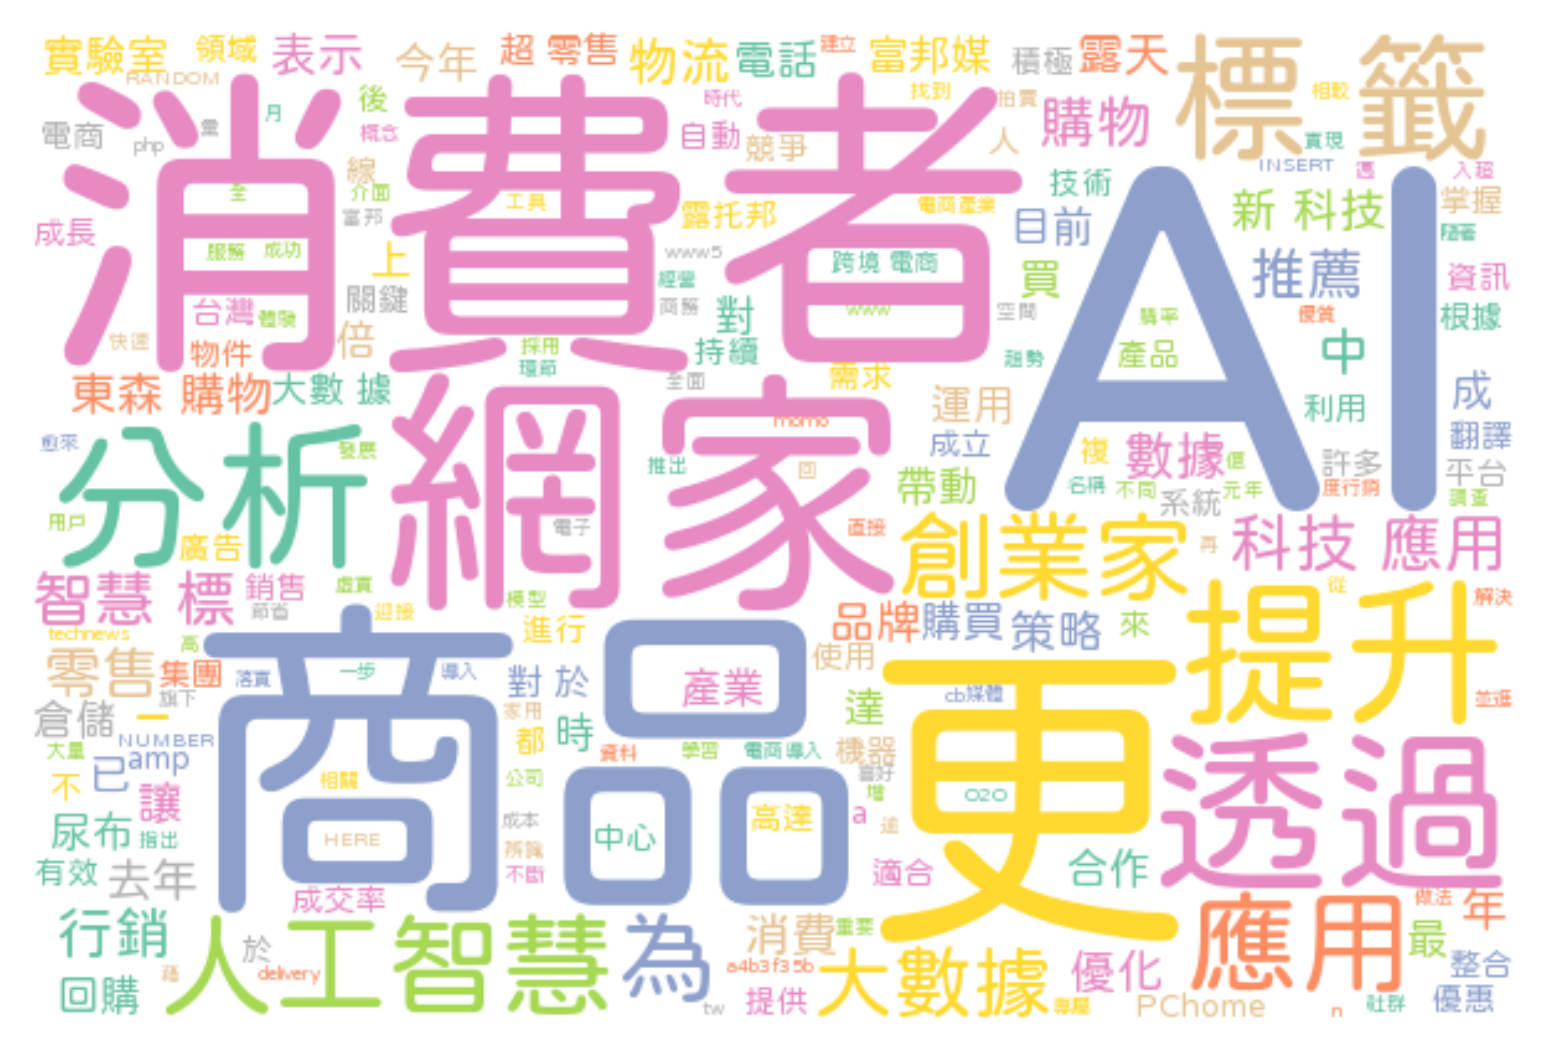 實驗室 領域 表示 今年 超 零售 物流 電話 建立 富邦媒 積極 露天 標籤
RANDOM 後 時代 找到 拍賣 相較
消費者
電商 php 量 月 概念 自動 競爭 人 購物 實現
線 技術 INSERT 入超
全 介面 工具 AI
成長 富邦 露托邦 電商產業 目前 新 科技 掌握
服務 成功 上 www5 跨境 電商 隨著
經營 買 推薦 資訊
台灣 體驗 關鍵 商務 對 www 空間 購率 優質 根據
快速 物件 倍 採用 持續 趨勢 產品 中
東森 購物 大數 據 環節 全面 需求 運用 利用 成
網家
momo
愈來 分析 發展 推出 回 成立 複 數據 還 許多 翻譯
帶動 名稱 不同 系統 元年 度行銷 平台 調查
用戶 廣告 電子 直接 創業家 再 科技 應用
智慧 標 銷售 虛實 節省 模型 從 解決
technews 高 迎接 進行 品牌 購買 策略 來 提升
商品
零售 集團 落實 一步 導入 對 於 產業 使用 更
旗下 家用 cb媒體 並進
倉儲 一 NUMBER 都 時 達
大量 已 amp 資料 學習 電商 導入 機器 透過
不 讓 相關 公司 喜好 增 O2O
尿布 指出 HERE 成本 中心 高達 a
有效 去年 辨識 不斷 適合 合作
成交率 做法 年
行銷 人工智慧 於 為 消費 重要 應用 最
藉 delivery a4b3f35b 大數據 優化 整合
回購 tw 提供 專屬 PChome n 社群 優惠